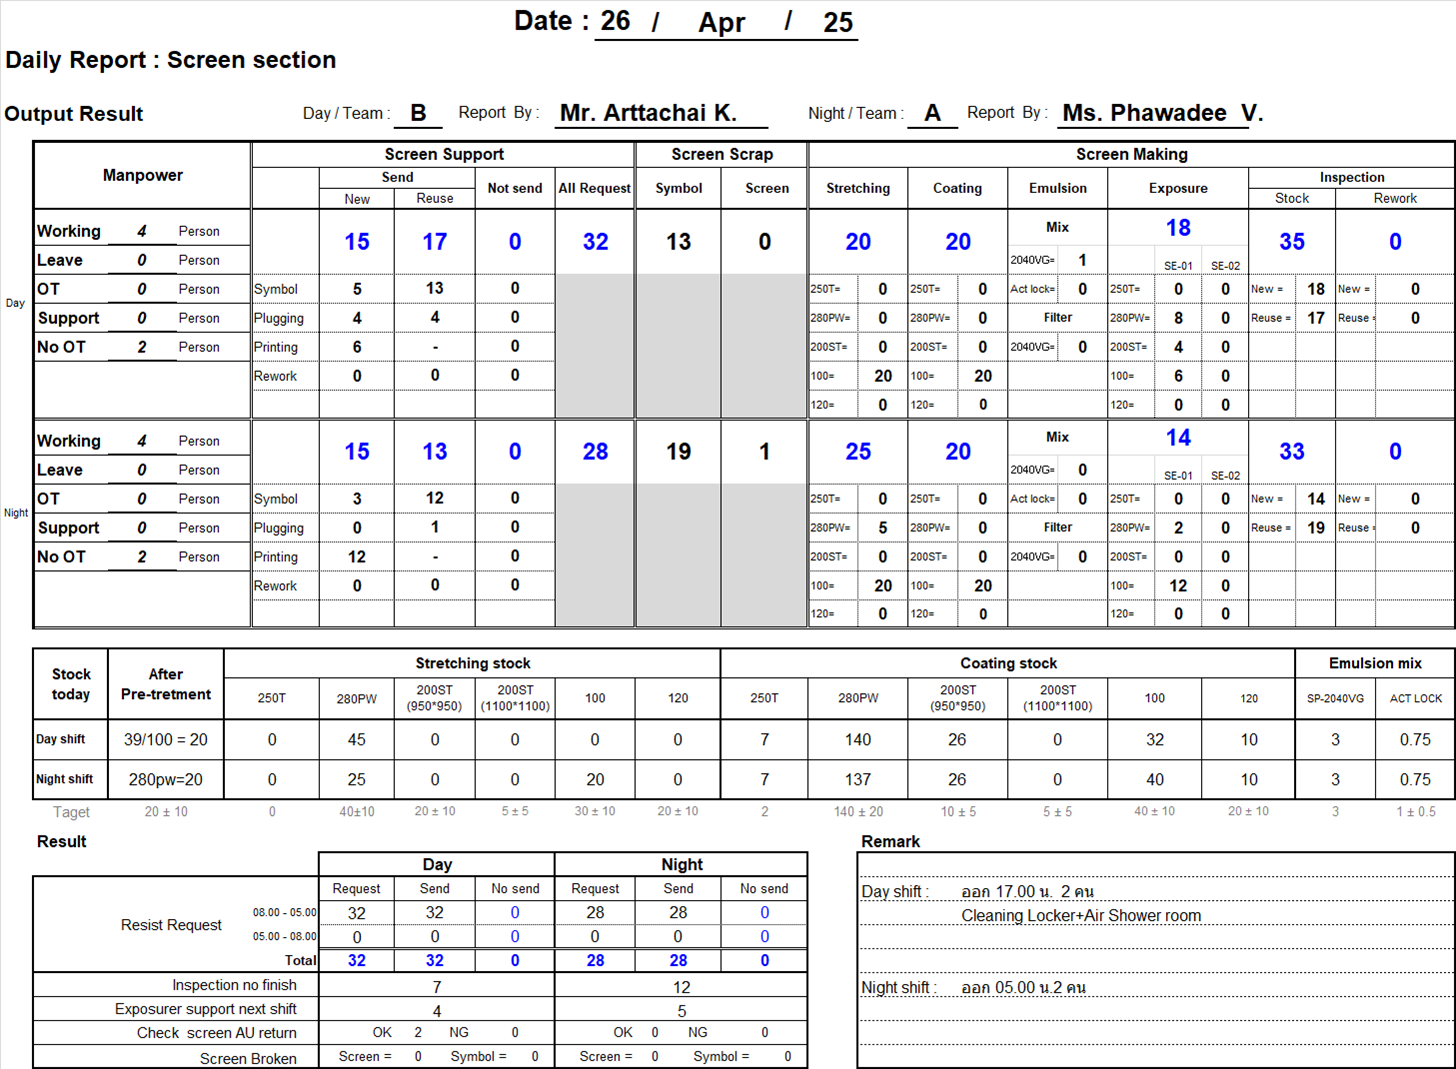 Date : 26 / Apr / 25
Daily Report : Screen section
Output Result Day / Team : B Report By : Mr. Arttachai K. Night / Team : A Report By : Ms. Phawadee V.
Manpower Screen Support Screen Scrap Screen Making
Send Not send All Request Symbol Screen Stretching Coating Emulsion Exposure Inspection
New Reuse Stock Rework
Day
Working 4 Person 15 17 0 32 13 0 20 20 Mix 18 35 0
Leave 0 Person 2040VG= 1 SE-01 SE-02
OT 0 Person Symbol 5 13 0 250T= 0 250T= 0 Act lock= 0 250T= 0 0 New = 18 New = 0
Support 0 Person Plugging 4 4 0 280PW= 0 280PW= 0 Filter 280PW= 8 0 Reuse = 17 Reuse = 0
No OT 2 Person Printing 6 - 0 200ST= 0 200ST= 0 2040VG= 0 200ST= 4 0
Rework 0 0 0 100= 20 100= 20 100= 6 0
120= 0 120= 0 120= 0 0
Night
Working 4 Person 15 13 0 28 19 1 25 20 Mix 14 33 0
Leave 0 Person 2040VG= 0 SE-01 SE-02
OT 0 Person Symbol 3 12 0 250T= 0 250T= 0 Act lock= 0 250T= 0 0 New = 14 New = 0
Support 0 Person Plugging 0 1 0 280PW= 5 280PW= 0 Filter 280PW= 2 0 Reuse = 19 Reuse = 0
No OT 2 Person Printing 12 - 0 200ST= 0 200ST= 0 2040VG= 0 200ST= 0 0
Rework 0 0 0 100= 20 100= 20 100= 12 0
120= 0 120= 0 120= 0 0
Stock today After Pre-tretment Stretching stock Coating stock Emulsion mix
250T 280PW 200ST (950*950) 200ST (1100*1100) 100 120 250T 280PW 200ST (950*950) 200ST (1100*1100) 100 120 SP-2040VG ACT LOCK
Day shift 39/100 = 20 0 45 0 0 0 0 7 140 26 0 32 10 3 0.75
Night shift 280pw=20 0 25 0 0 20 0 7 137 26 0 40 10 3 0.75
Taget 20 ± 10 0 40±10 20 ± 10 5 ± 5 30 ± 10 20 ± 10 2 140 ± 20 10 ± 5 5 ± 5 40 ± 10 20 ± 10 3 1 ± 0.5
Result
Day Night
Request Send No send Request Send No send
Resist Request 08.00 - 05.00 32 32 0 28 28 0
05.00 - 08.00 0 0 0 0 0 0
Total 32 32 0 28 28 0
Inspection no finish 7 12
Exposurer support next shift 4 5
Check screen AU return OK 2 NG 0 OK 0 NG 0
Screen Broken Screen = 0 Symbol = 0 Screen = 0 Symbol = 0
Remark
Day shift : ออก 17.00 น. 2 คน
Cleaning Locker+Air Shower room
Night shift : ออก 05.00 น.2 คน